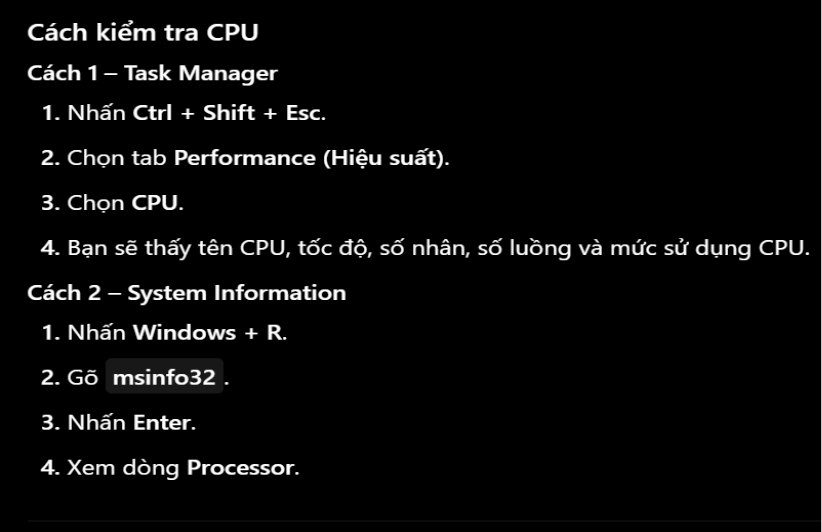 Cách kiểm tra CPU
Cách 1 – Task Manager
1. Nhấn Ctrl + Shift + Esc.
2. Chọn tab Performance (Hiệu suất).
3. Chọn CPU.
4. Bạn sẽ thấy tên CPU, tốc độ, số nhân, số luồng và mức sử dụng CPU.
Cách 2 – System Information
1. Nhấn Windows + R.
2. Gõ msinfo32.
3. Nhấn Enter.
4. Xem dòng Processor.